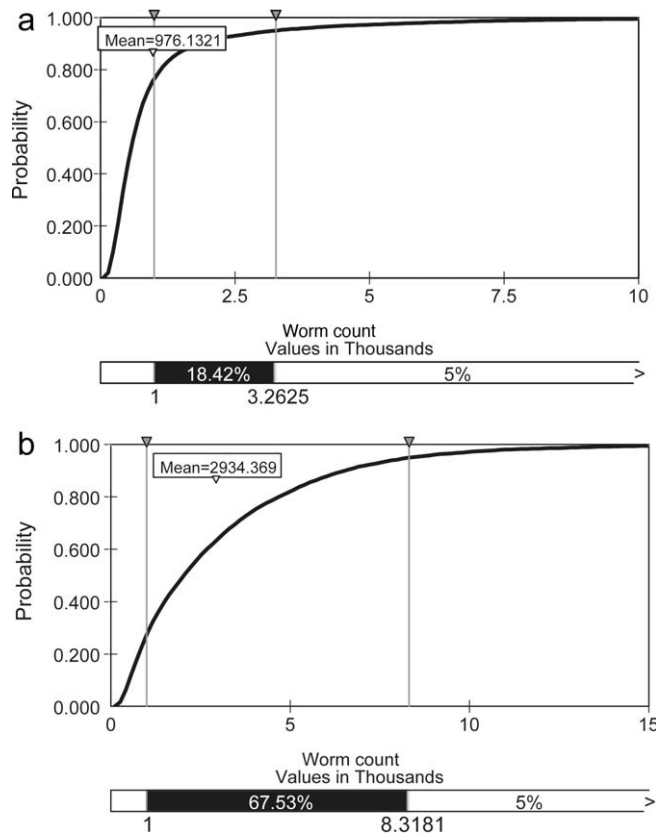 a
1.000
Mean=976.1321
0.800
0.600
0.400
0.200
0.000
Probability
0 2.5 5 7.5 10
Worm count
Values in Thousands
18.42% 5% >
1 3.2625
b
1.000
Mean=2934.369
0.800
0.600
0.400
0.200
0.000
Probability
0 5 10 15
Worm count
Values in Thousands
67.53% 5% >
1 8.3181